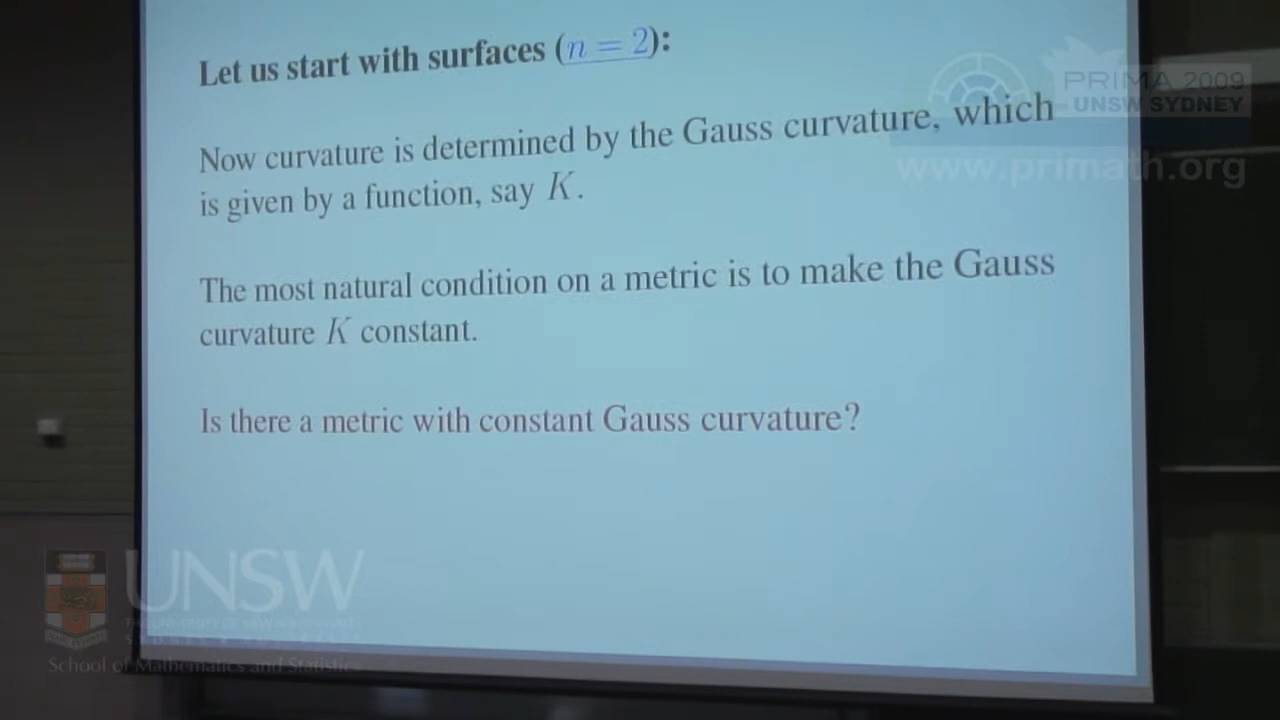 Let us start with surfaces (n = 2):
PRIMA 2009
UNSW SYDNEY
Now curvature is determined by the Gauss curvature, which
www.primath.org
is given by a function, say K.
The most natural condition on a metric is to make the Gauss
curvature K constant.
Is there a metric with constant Gauss curvature?
UNSW
School of Mathematics and Statistics